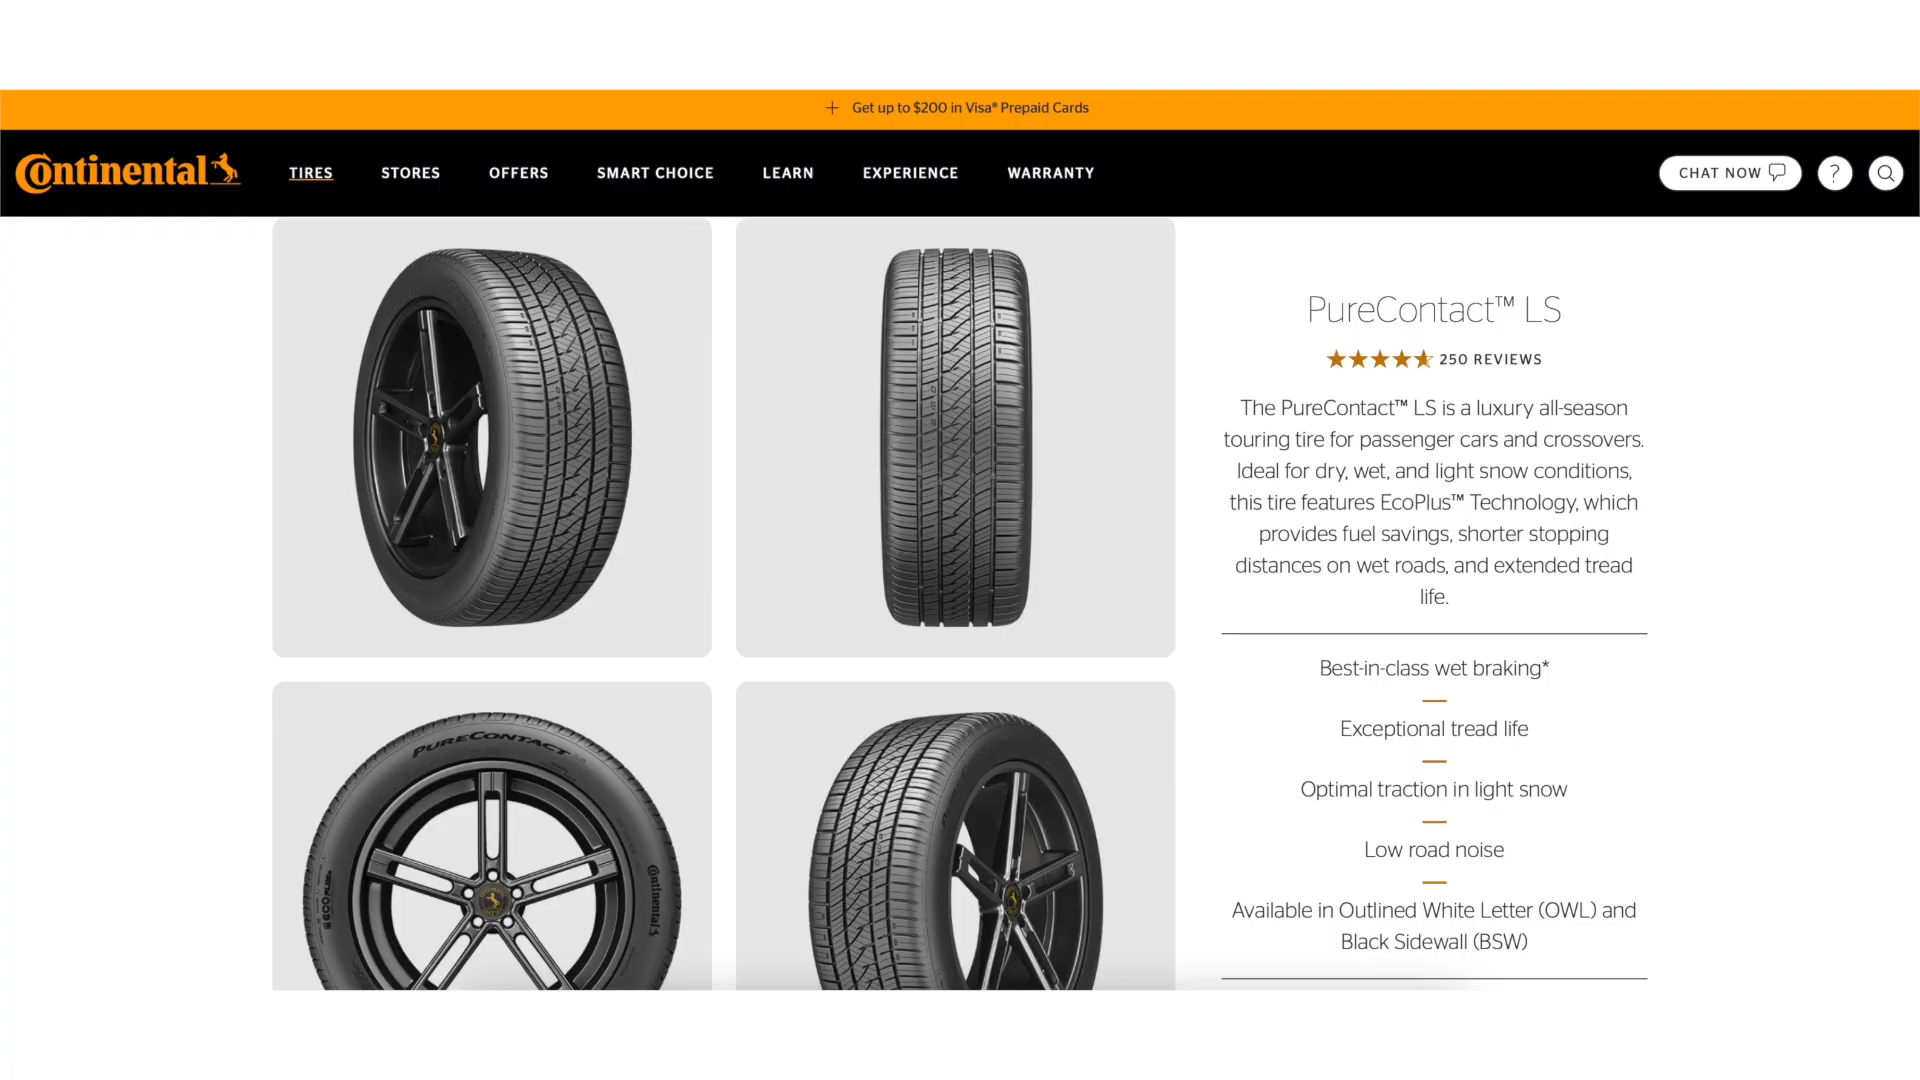 Get up to $200 in Visa® Prepaid Cards
Continental
TIRES STORES OFFERS SMART CHOICE LEARN EXPERIENCE WARRANTY
CHAT NOW
?
PureContact™ LS
250 REVIEWS
The PureContact™ LS is a luxury all-season
touring tire for passenger cars and crossovers.
Ideal for dry, wet, and light snow conditions,
this tire features EcoPlus™ Technology, which
provides fuel savings, shorter stopping
distances on wet roads, and extended tread
life.
Best-in-class wet braking*
Exceptional tread life
Optimal traction in light snow
Low road noise
Available in Outlined White Letter (OWL) and
Black Sidewall (BSW)
PURECONTACT
Continental
ECOPLUS